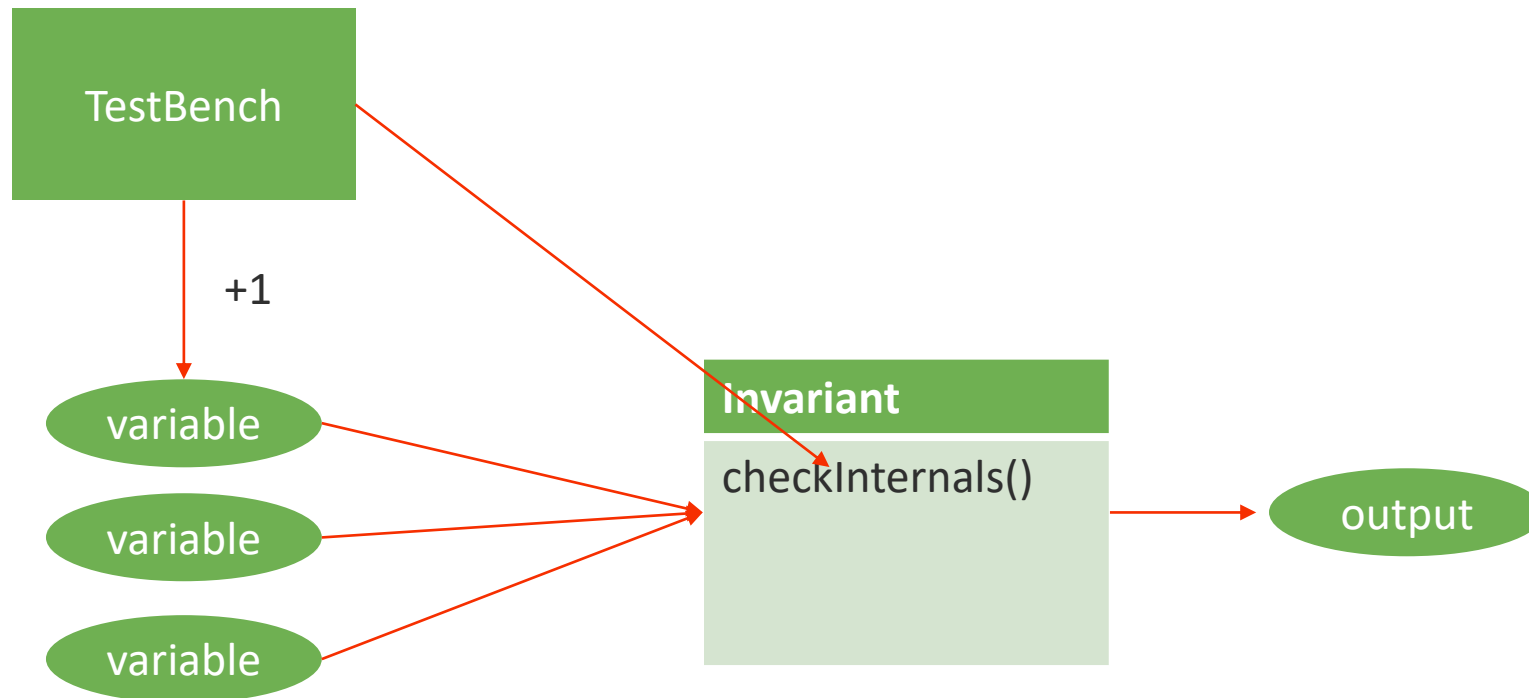 TestBench
+1
variable
variable
variable
Invariant
checkInternals()
output